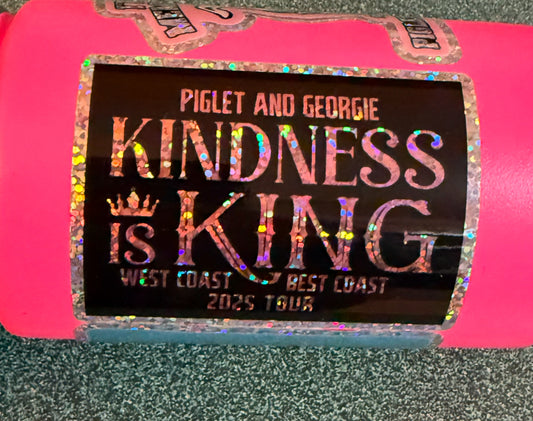 PIGLET AND GEORGIE
KINDNESS
IS KING
WEST COAST BEST COAST
2025 TOUR